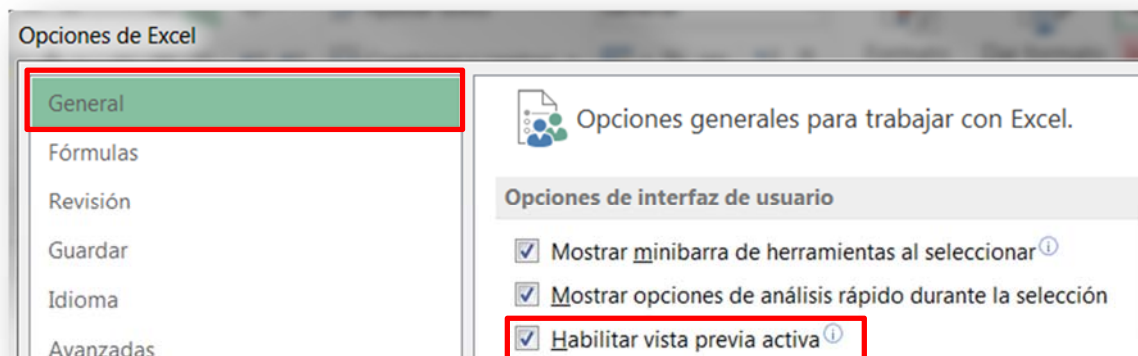 Opciones de Excel
General
Fórmulas
Revisión
Guardar
Idioma
Avanzadas
Opciones generales para trabajar con Excel.
Opciones de interfaz de usuario
Mostrar minibarra de herramientas al seleccionar
Mostrar opciones de análisis rápido durante la selección
Habilitar vista previa activa